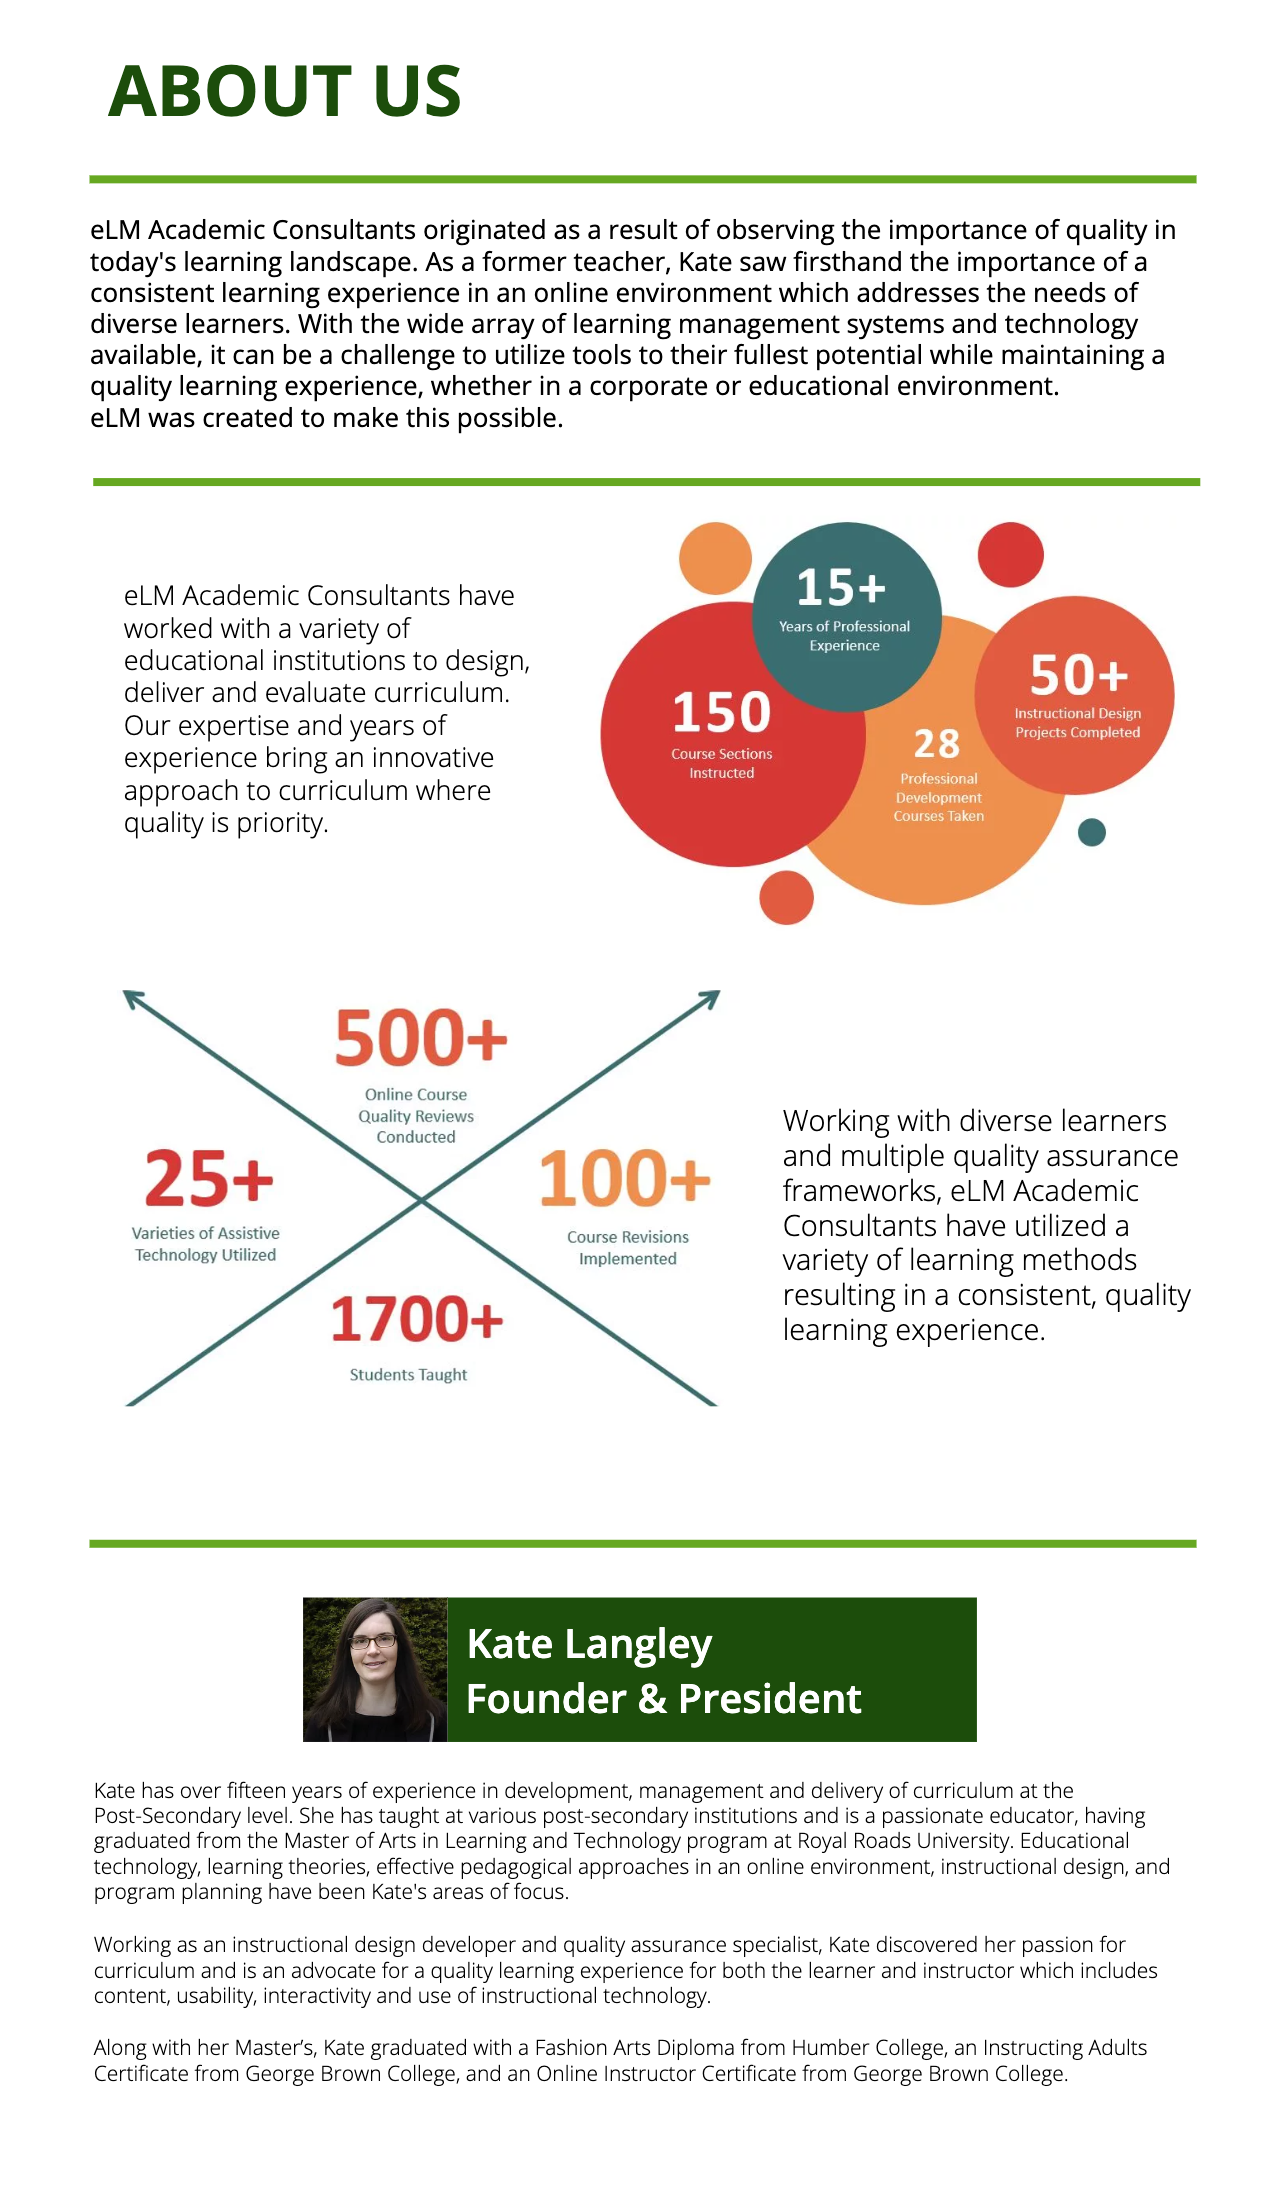 ABOUT US
eLM Academic Consultants originated as a result of observing the importance of quality in
today's learning landscape. As a former teacher, Kate saw firsthand the importance of a
consistent learning experience in an online environment which addresses the needs of
diverse learners. With the wide array of learning management systems and technology
available, it can be a challenge to utilize tools to their fullest potential while maintaining a
quality learning experience, whether in a corporate or educational environment.
eLM was created to make this possible.
eLM Academic Consultants have
worked with a variety of
educational institutions to design,
deliver and evaluate curriculum.
Our expertise and years of
experience bring an innovative
approach to curriculum where
quality is priority.
15+
Years of Professional
Experience
150
Course Sections
Instructed
28
Professional
Development
Courses Taken
50+
Instructional Design
Projects Completed
500+
Online Course
Quality Reviews
Conducted
25+
Varieties of Assistive
Technology Utilized
100+
Course Revisions
Implemented
1700+
Students Taught
Working with diverse learners
and multiple quality assurance
frameworks, eLM Academic
Consultants have utilized a
variety of learning methods
resulting in a consistent, quality
learning experience.
Kate Langley
Founder & President
Kate has over fifteen years of experience in development, management and delivery of curriculum at the
Post-Secondary level. She has taught at various post-secondary institutions and is a passionate educator, having
graduated from the Master of Arts in Learning and Technology program at Royal Roads University. Educational
technology, learning theories, effective pedagogical approaches in an online environment, instructional design, and
program planning have been Kate's areas of focus.
Working as an instructional design developer and quality assurance specialist, Kate discovered her passion for
curriculum and is an advocate for a quality learning experience for both the learner and instructor which includes
content, usability, interactivity and use of instructional technology.
Along with her Master’s, Kate graduated with a Fashion Arts Diploma from Humber College, an Instructing Adults
Certificate from George Brown College, and an Online Instructor Certificate from George Brown College.